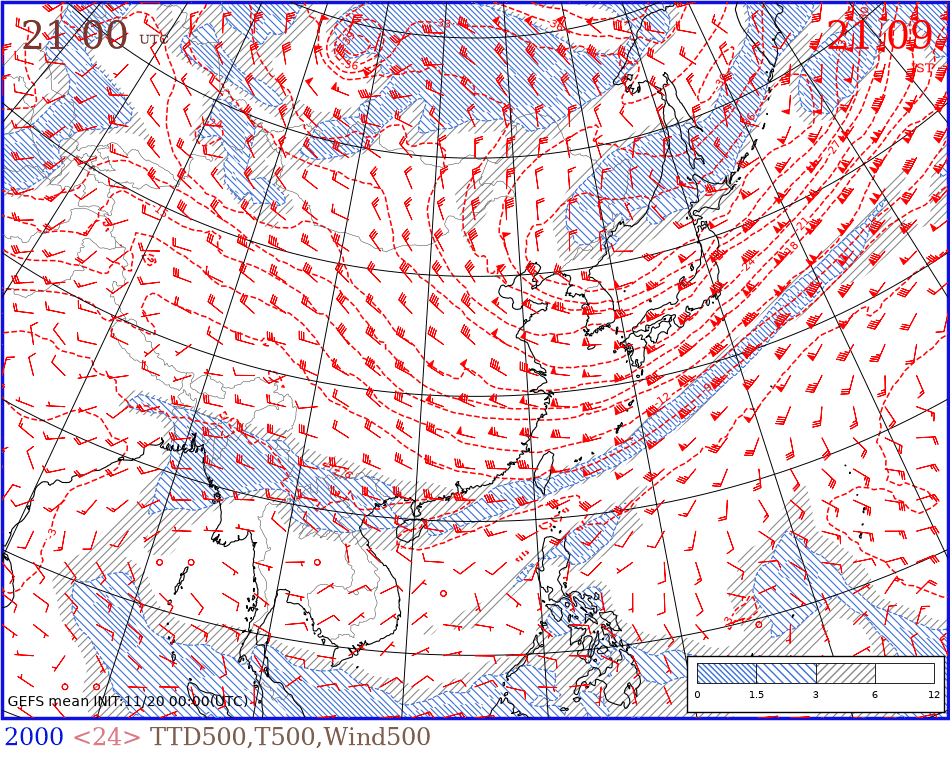 21 00 UTC
21 09
ST
GEFS mean INIT:11/20 00:00(UTC)
0 1.5 3 6 12
2000 <24> TTD500,T500,Wind500